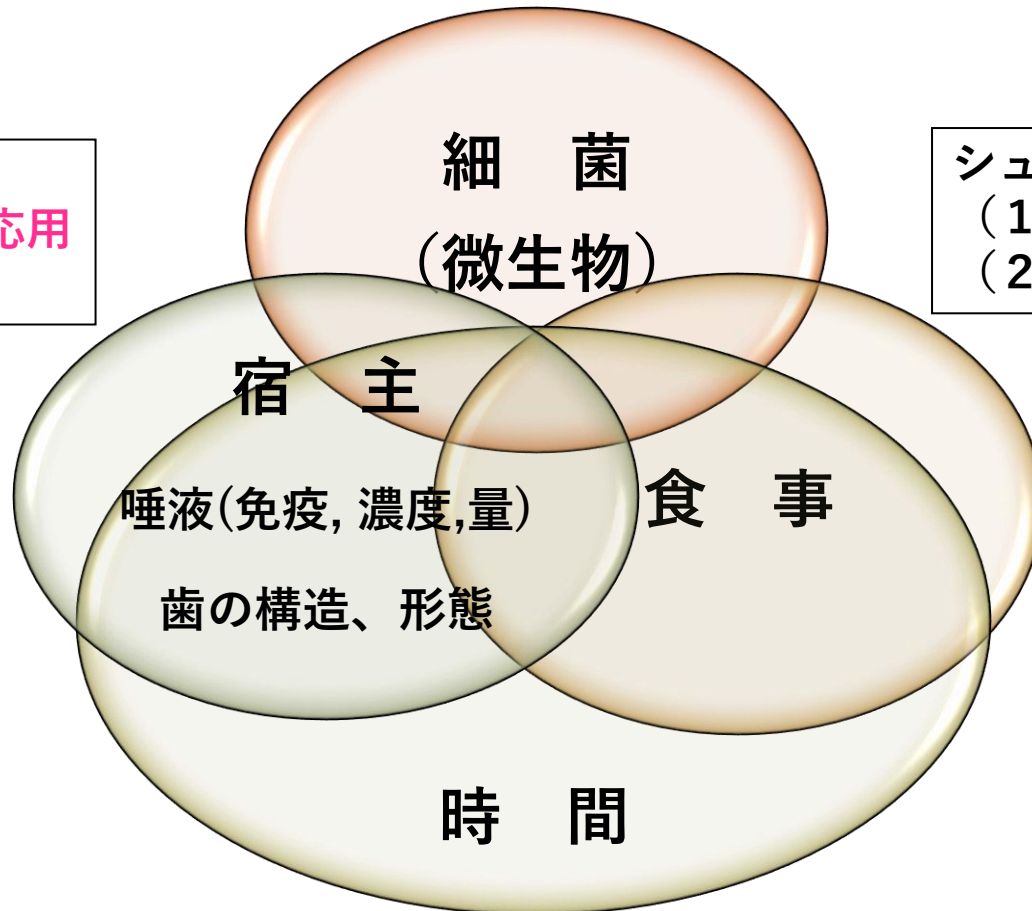 細　菌
（微生物）
応用
シュ
（１
（２
宿　主
唾液(免疫, 濃度,量)
歯の構造、形態
食　事
時　間